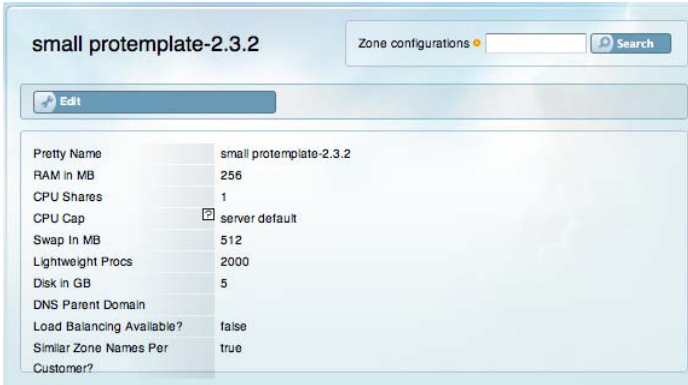 small protemplate-2.3.2
Zone configurations
Search
Edit
Pretty Name small protemplate-2.3.2
RAM in MB 256
CPU Shares 1
CPU Cap ? server default
Swap In MB 512
Lightweight Procs 2000
Disk in GB 5
DNS Parent Domain
Load Balancing Available? false
Similar Zone Names Per true
Customer?